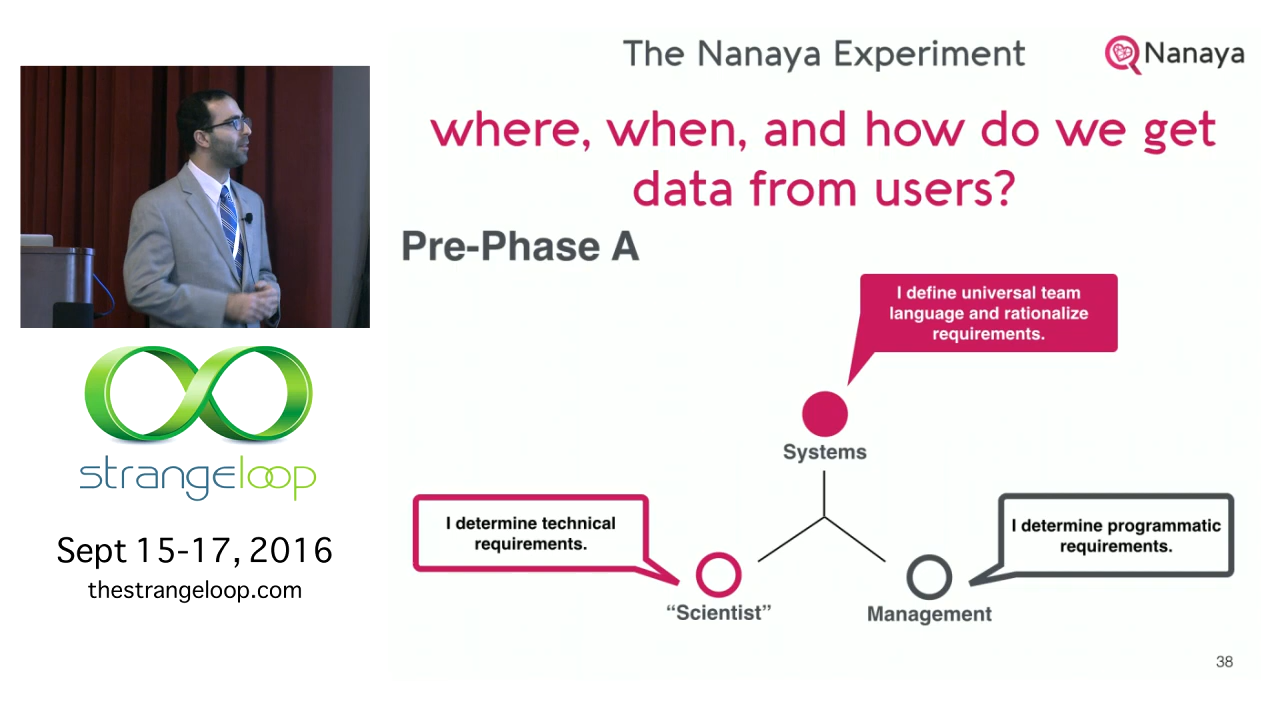 The Nanaya Experiment
Nanaya
where, when, and how do we get
data from users?
Pre-Phase A
I define universal team
language and rationalize
requirements.
Systems
I determine technical
requirements.
I determine programmatic
requirements.
"Scientist"
Management
38
strangeloop
Sept 15-17, 2016
thestrangeloop.com